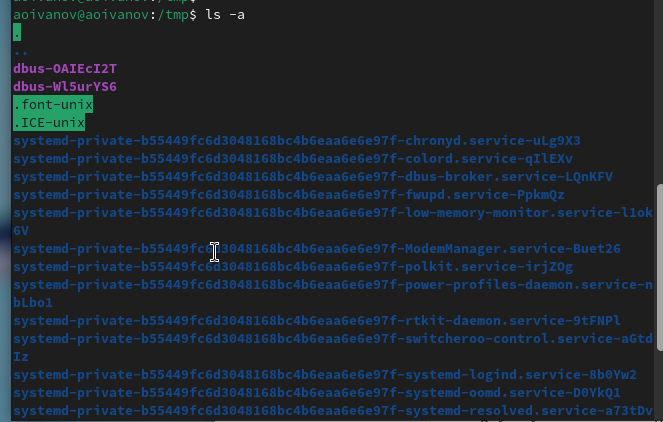 aoivanov@aoivanov:/tmp$ ls -a
.
..
dbus-OAIEcI2T
dbus-Wl5urYS6
.font-unix
.ICE-unix
systemd-private-b55449fc6d3048168bc4b6eaa6e6e97f-chronyd.service-uLg9X3
systemd-private-b55449fc6d3048168bc4b6eaa6e6e97f-colord.service-qIlEXv
systemd-private-b55449fc6d3048168bc4b6eaa6e6e97f-dbus-broker.service-LQnKFV
systemd-private-b55449fc6d3048168bc4b6eaa6e6e97f-fwupd.service-PpkmQz
systemd-private-b55449fc6d3048168bc4b6eaa6e6e97f-low-memory-monitor.service-l1ok
6V
systemd-private-b55449fc6d3048168bc4b6eaa6e6e97f-ModemManager.service-Buet26
systemd-private-b55449fc6d3048168bc4b6eaa6e6e97f-polkit.service-irjZOg
systemd-private-b55449fc6d3048168bc4b6eaa6e6e97f-power-profiles-daemon.service-n
bLbo1
systemd-private-b55449fc6d3048168bc4b6eaa6e6e97f-rtkit-daemon.service-9tFNPl
systemd-private-b55449fc6d3048168bc4b6eaa6e6e97f-switcheroo-control.service-aGtd
Iz
systemd-private-b55449fc6d3048168bc4b6eaa6e6e97f-systemd-logind.service-8b0Yw2
systemd-private-b55449fc6d3048168bc4b6eaa6e6e97f-systemd-oomd.service-D0YkQ1
systemd-private-b55449fc6d3048168bc4b6eaa6e6e97f-systemd-resolved.service-a73tDv